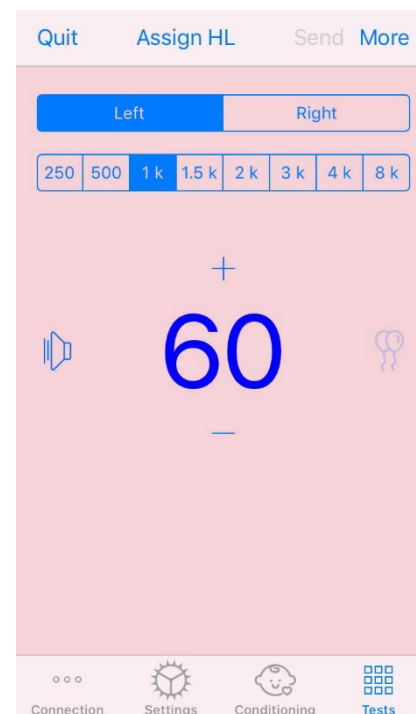 Quit Assign HL Send More
Left Right
250 500 1 k 1.5 k 2 k 3 k 4 k 8 k
+
60
−
Connection Settings Conditioning Tests